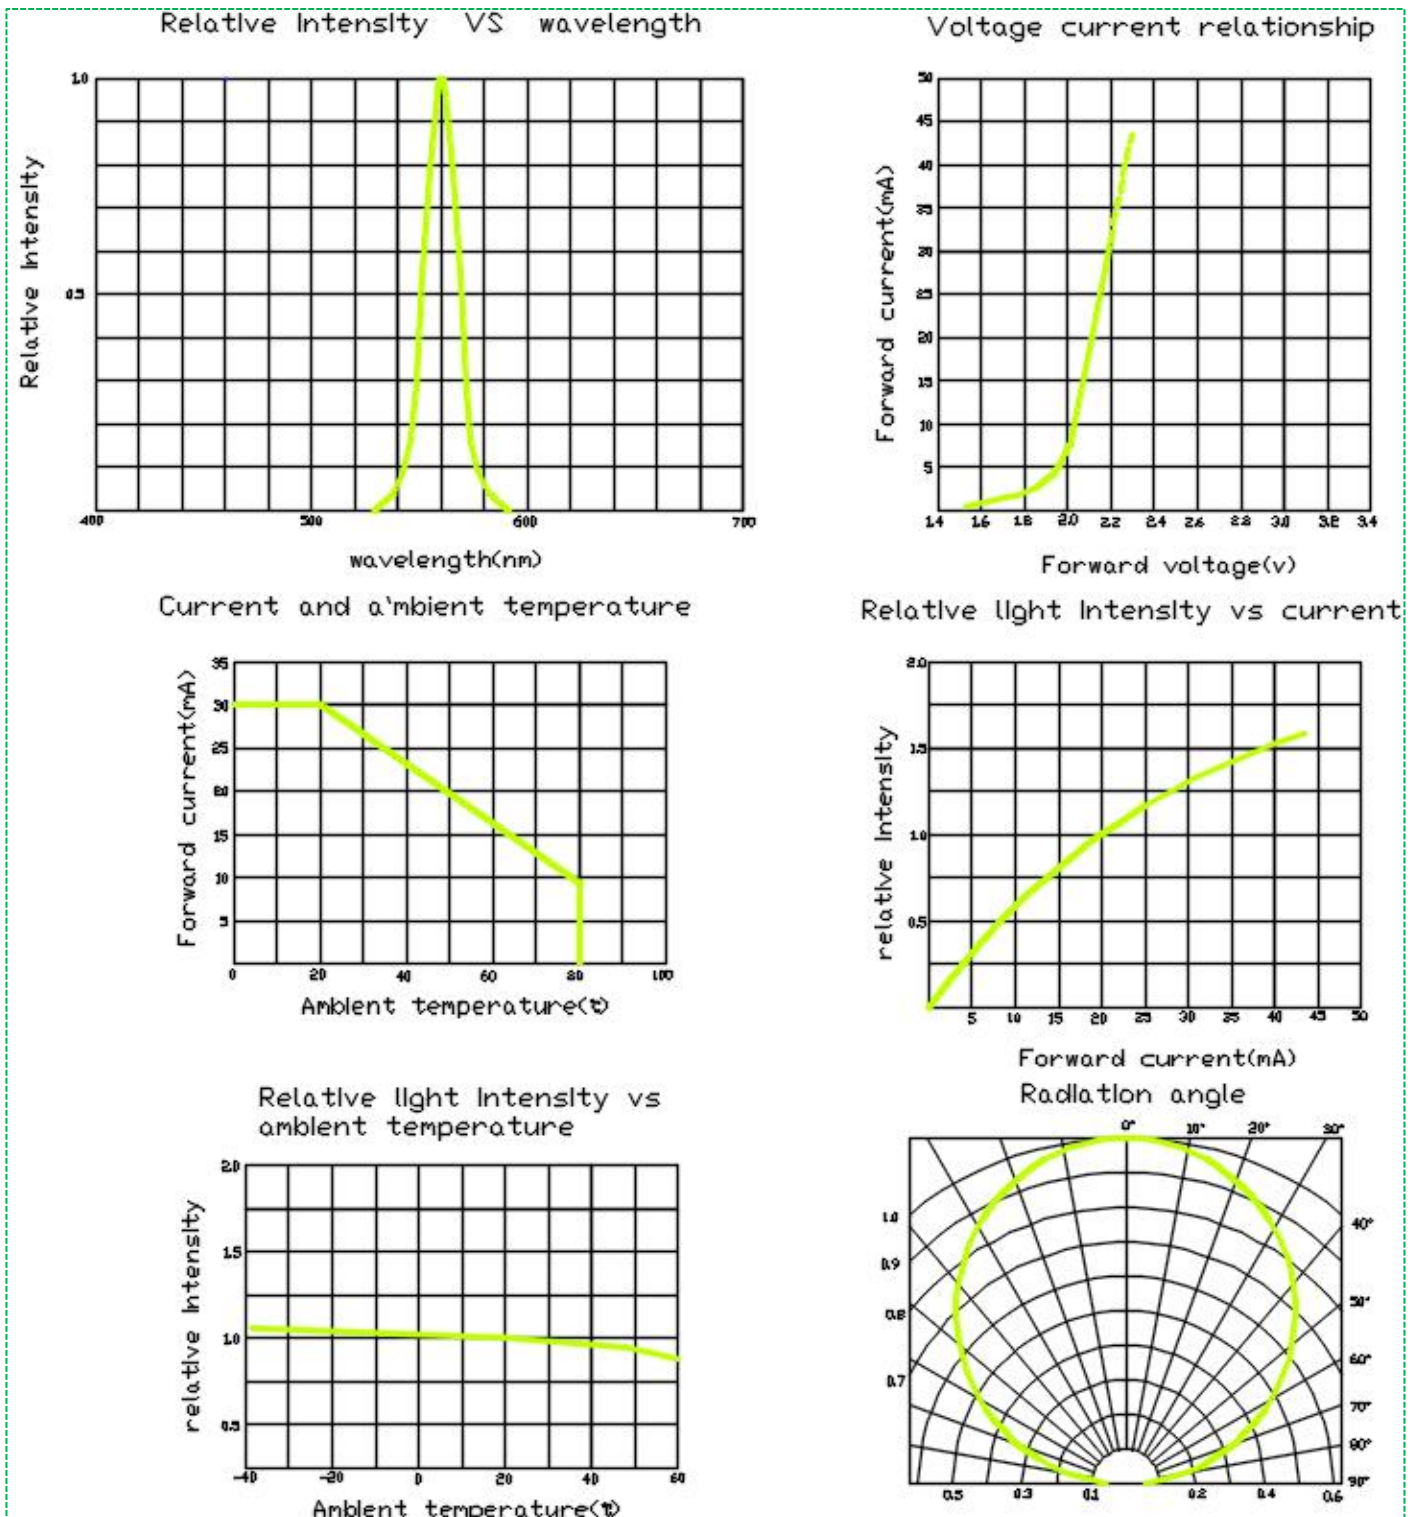 Relative Intensity VS wavelength
1.0
0.5
Relative Intensity
400 500 600 700
wavelength(nm)
Voltage current relationship
50
45
40
35
30
25
20
15
10
5
Forward current(mA)
1.4 1.6 1.8 2.0 2.2 2.4 2.6 2.8 3.0 3.2 3.4
Forward voltage(v)
Current and a'mbient temperature
35
30
25
20
15
10
5
Forward current(mA)
0 20 40 60 80 100
Ambient temperature(℃)
Relative light Intensity vs current
2.0
1.5
1.0
0.5
relative Intensity
5 10 15 20 25 30 35 40 45 50
Forward current(mA)
Relative light Intensity vs
ambient temperature
2.0
1.5
1.0
0.5
relative Intensity
-40 -20 0 20 40 60
Ambient temperature(℃)
Radiation angle
0° 10° 20° 30°
40°
50°
60°
70°
80°
90°
1.0
0.9
0.8
0.7
0.5 0.3 0.1 0.2 0.4 0.6